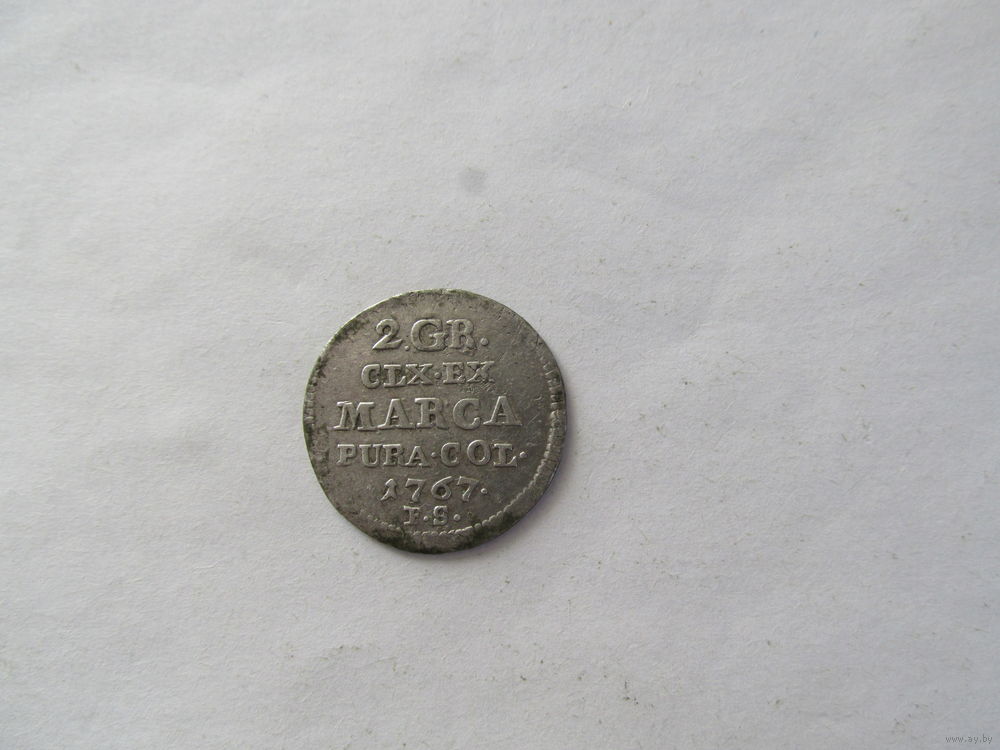 2.GR.
CLX·EX
MARCA
PURA·COL·
·1767·
F·S·
www.ay.by